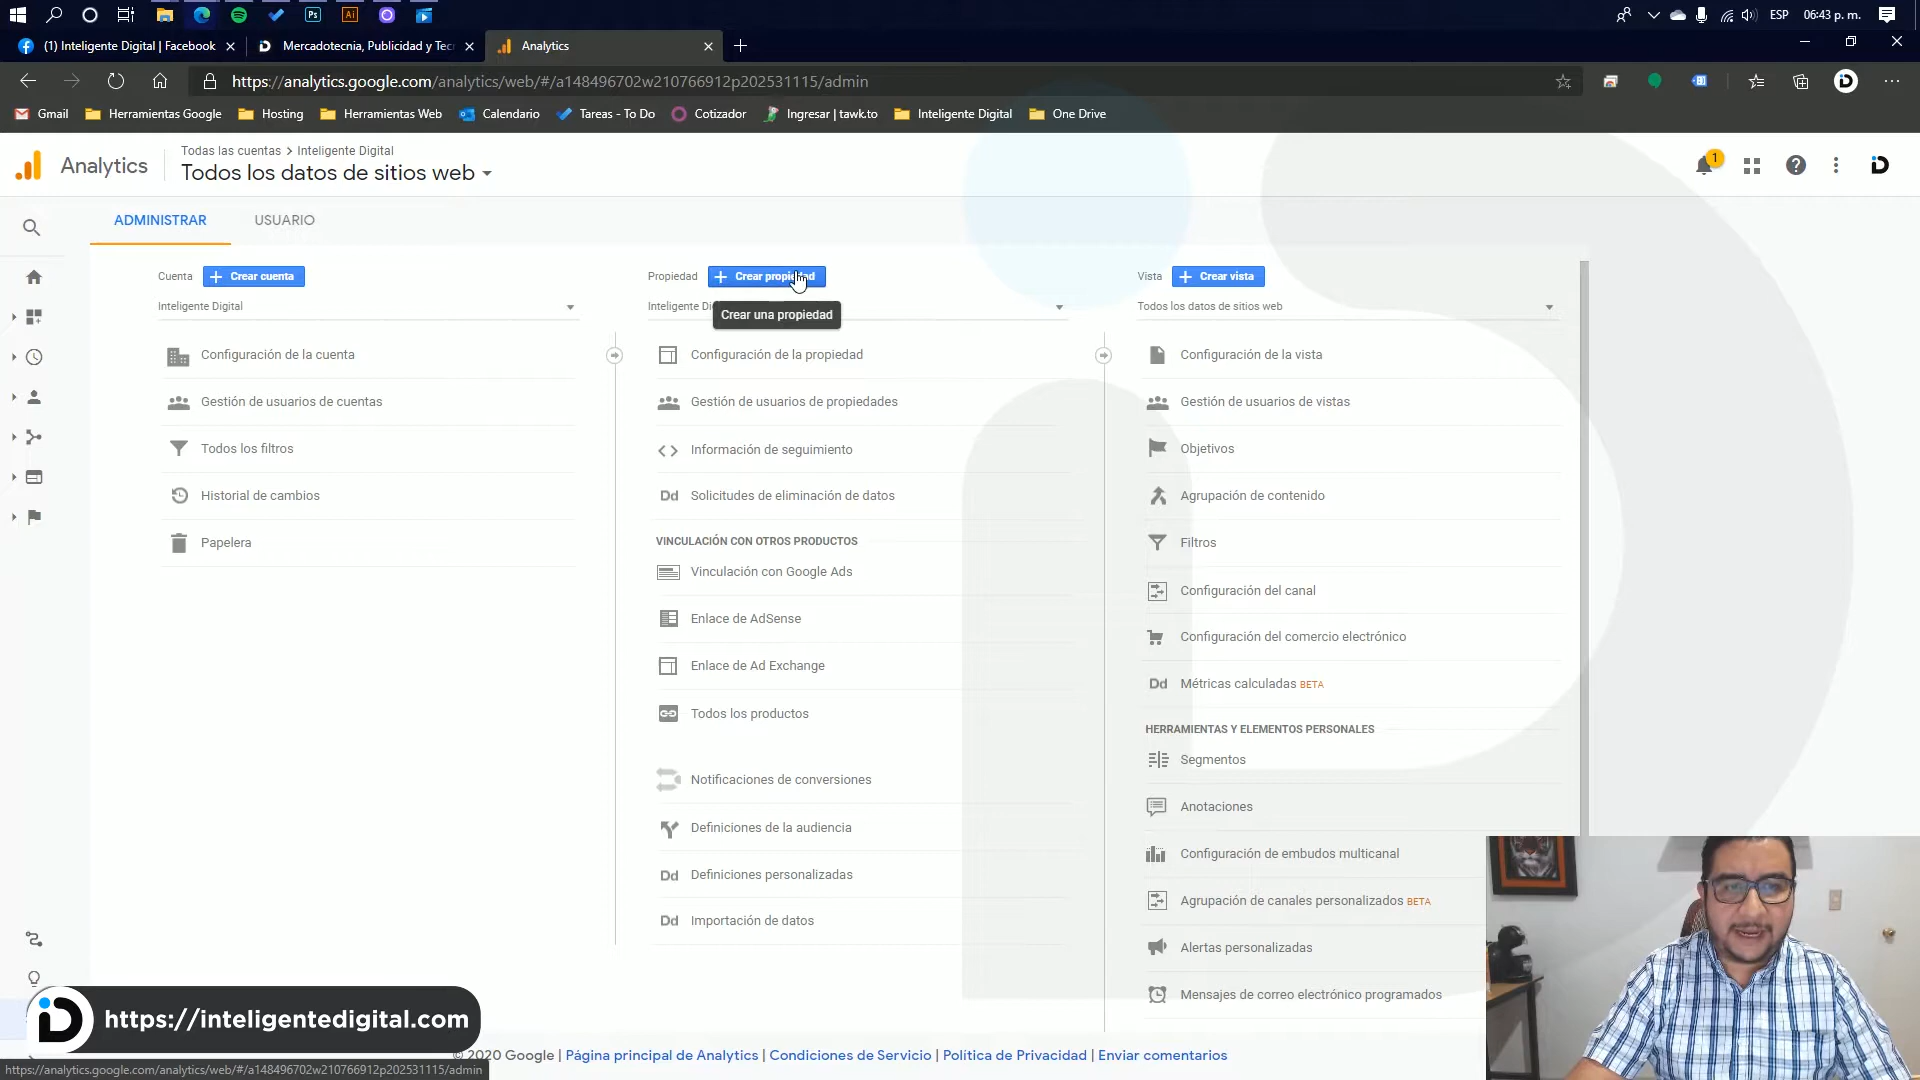 ESP
06:43 p. m.
(1) Inteligente Digital | Facebook
Mercadotecnia, Publicidad y Tec
Analytics
https://analytics.google.com/analytics/web/#/a148496702w210766912p202531115/admin
Gmail
Herramientas Google
Hosting
Herramientas Web
Calendario
Tareas - To Do
Cotizador
Ingresar | tawk.to
Inteligente Digital
One Drive
Analytics
Todas las cuentas > Inteligente Digital
Todos los datos de sitios web
1
ADMINISTRAR
USUARIO
Cuenta
Crear cuenta
Inteligente Digital
Configuración de la cuenta
Gestión de usuarios de cuentas
Todos los filtros
Historial de cambios
Papelera
Propiedad
Crear propiedad
Inteligente Di
Crear una propiedad
Configuración de la propiedad
Gestión de usuarios de propiedades
Información de seguimiento
Dd Solicitudes de eliminación de datos
VINCULACIÓN CON OTROS PRODUCTOS
Vinculación con Google Ads
Enlace de AdSense
Enlace de Ad Exchange
Todos los productos
Notificaciones de conversiones
Definiciones de la audiencia
Dd Definiciones personalizadas
Dd Importación de datos
Vista
Crear vista
Todos los datos de sitios web
Configuración de la vista
Gestión de usuarios de vistas
Objetivos
Agrupación de contenido
Filtros
Configuración del canal
Configuración del comercio electrónico
Dd Métricas calculadas BETA
HERRAMIENTAS Y ELEMENTOS PERSONALES
Segmentos
Anotaciones
Configuración de embudos multicanal
Agrupación de canales personalizados BETA
Alertas personalizadas
Mensajes de correo electrónico programados
https://inteligentedigital.com
© 2020 Google | Página principal de Analytics | Condiciones de Servicio | Política de Privacidad | Enviar comentarios
https://analytics.google.com/analytics/web/#/a148496702w210766912p202531115/admin